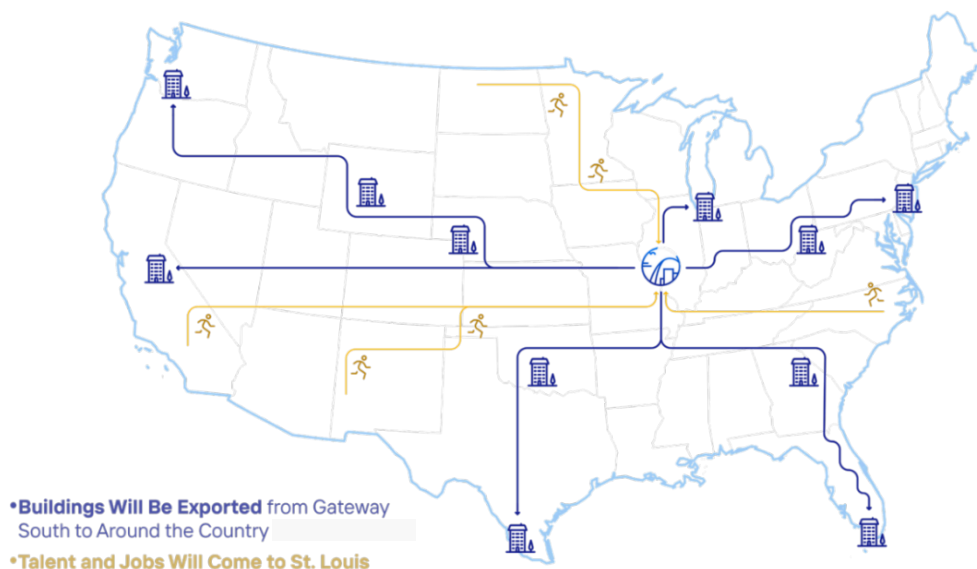 •Buildings Will Be Exported from Gateway
South to Around the Country
•Talent and Jobs Will Come to St. Louis